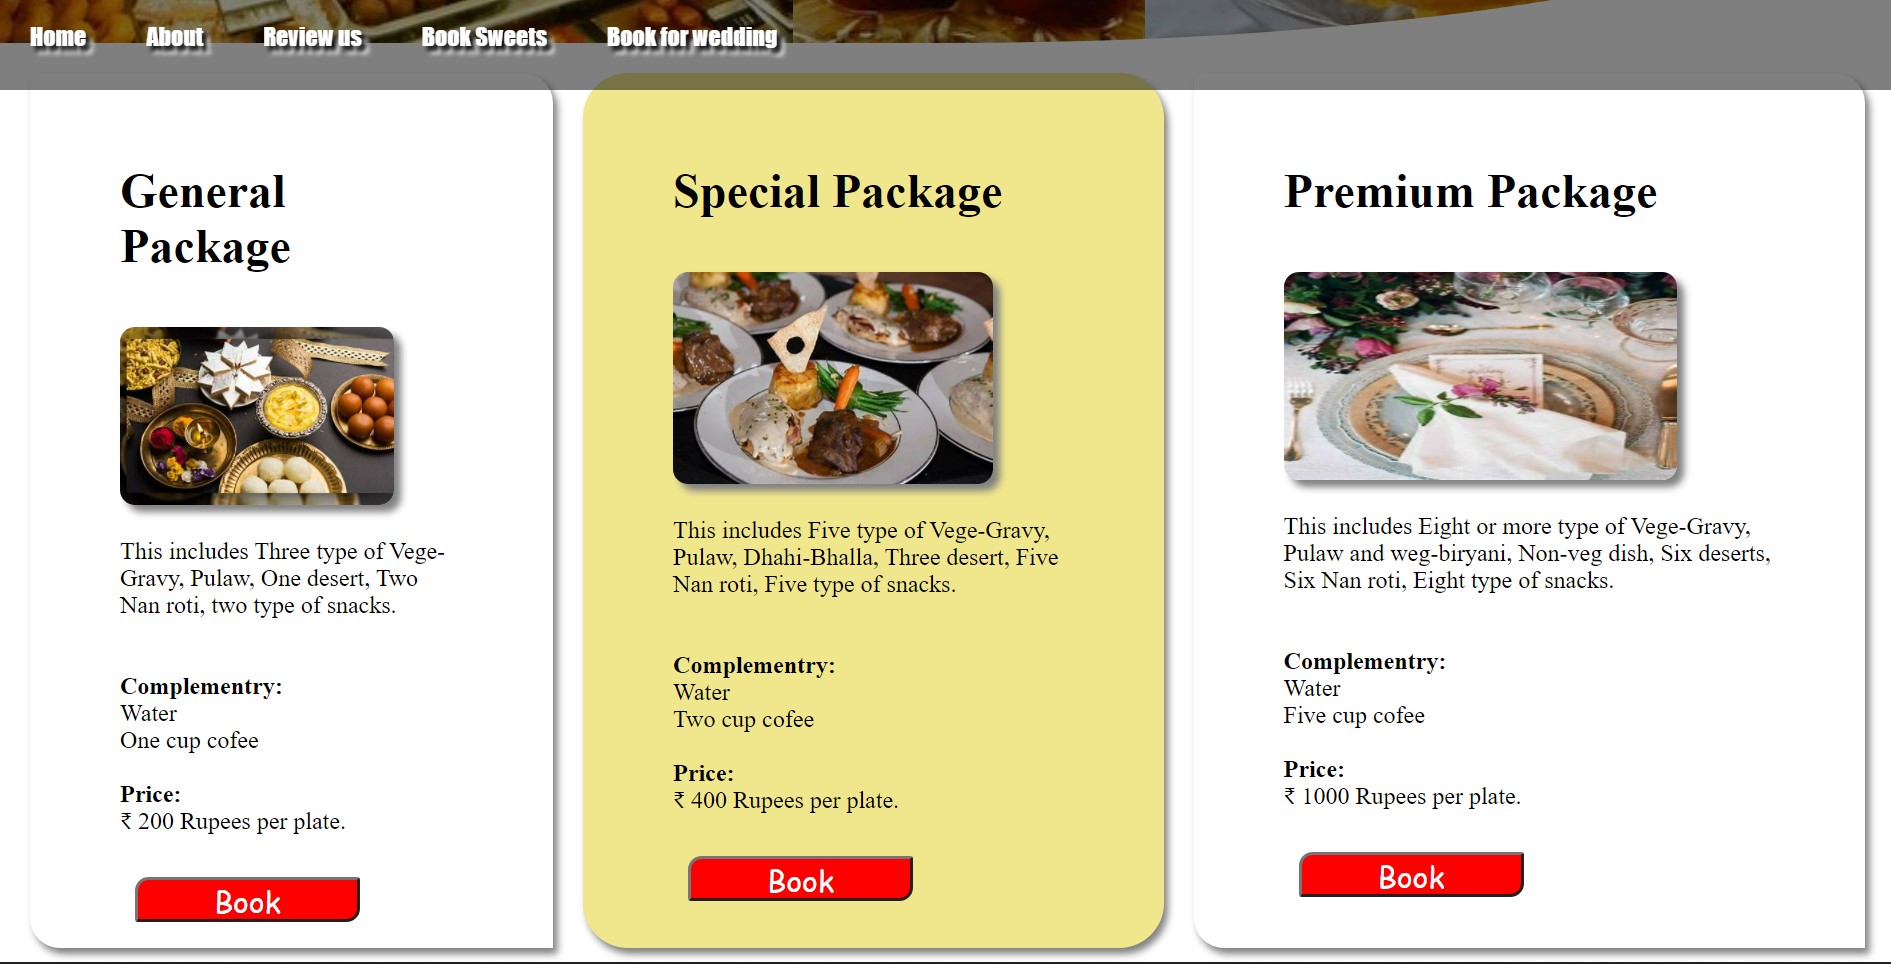 Home About Review us Book Sweets Book for wedding
General
Package
This includes Three type of Vege-
Gravy, Pulaw, One desert, Two
Nan roti, two type of snacks.
Complementry:
Water
One cup cofee
Price:
₹ 200 Rupees per plate.
Book
Special Package
This includes Five type of Vege-Gravy,
Pulaw, Dhahi-Bhalla, Three desert, Five
Nan roti, Five type of snacks.
Complementry:
Water
Two cup cofee
Price:
₹ 400 Rupees per plate.
Book
Premium Package
This includes Eight or more type of Vege-Gravy,
Pulaw and weg-biryani, Non-veg dish, Six deserts,
Six Nan roti, Eight type of snacks.
Complementry:
Water
Five cup cofee
Price:
₹ 1000 Rupees per plate.
Book